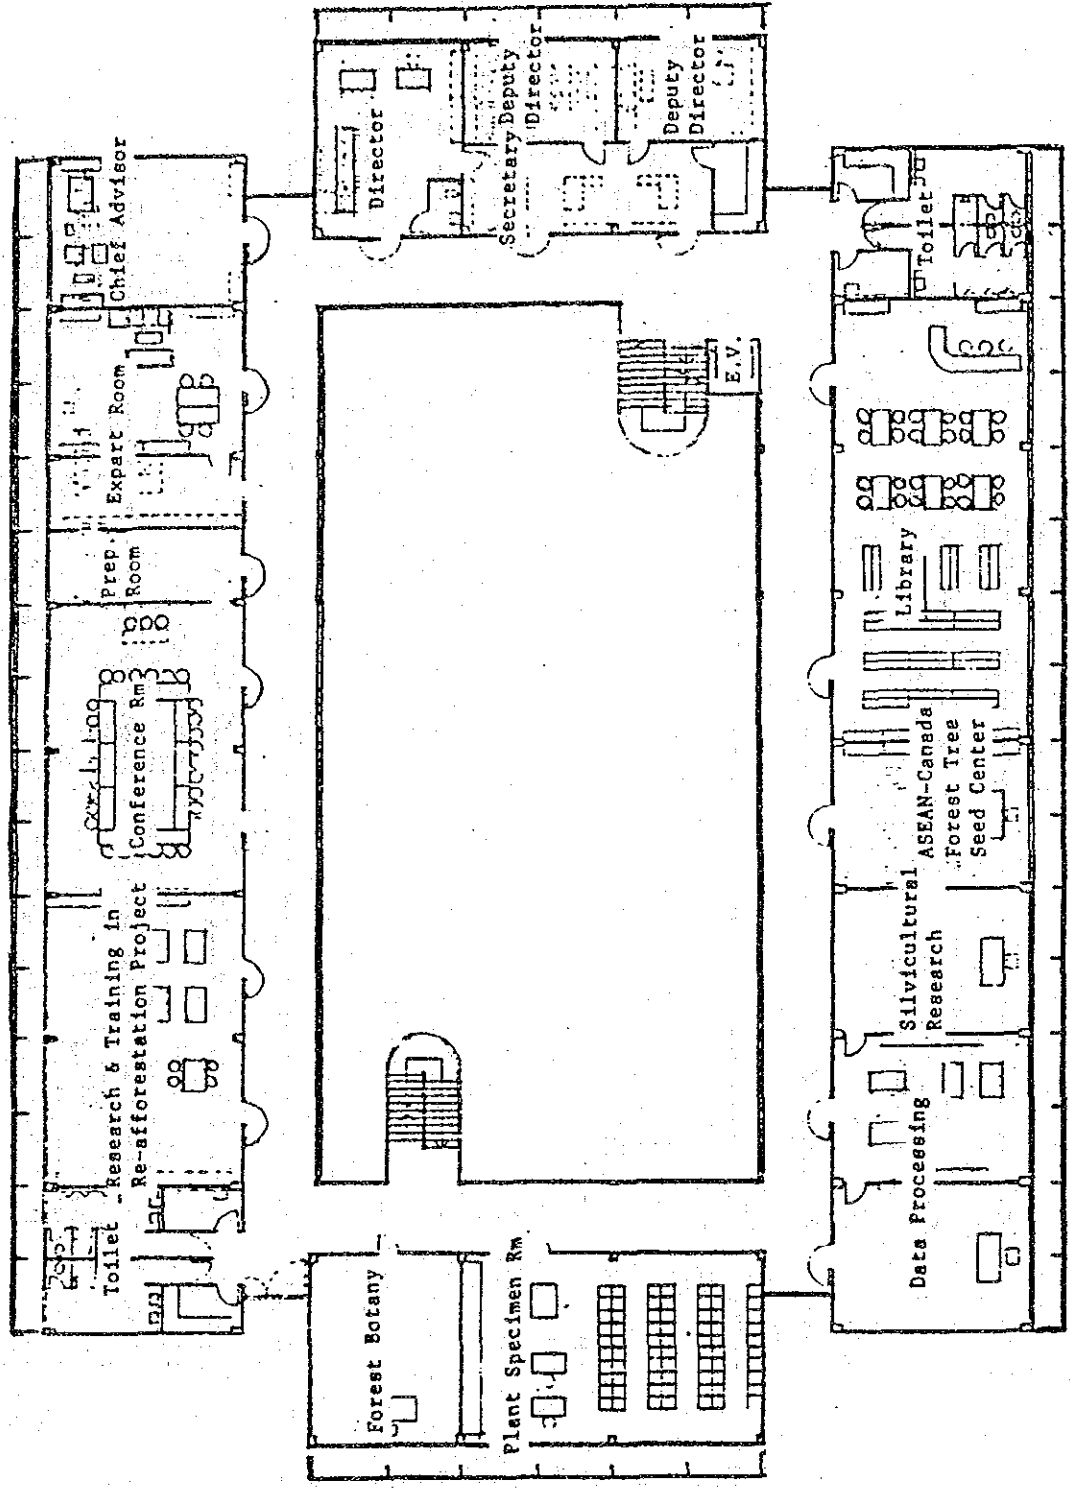 Toilet
Research & Training in
Re-afforestation Project
Conference Rm
Prep.
Room
Expart Room
Chief Advisor
Forest Botany
Plant Specimen Rm
Director
Secretary
Deputy
Director
Deputy
Director
E.V.
Data Processing
Silvicultural
Research
ASEAN-Canada
Forest Tree
Seed Center
Library
Toilet